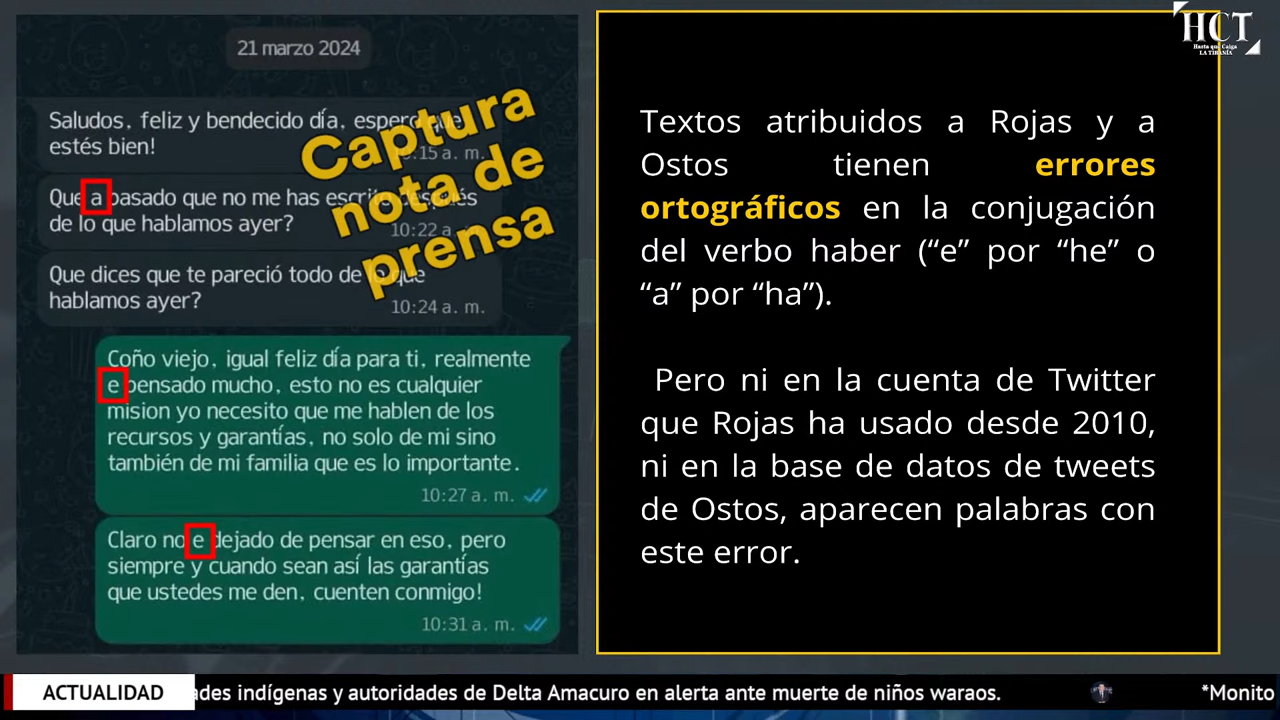 21 marzo 2024
Saludos, feliz y bendecido día, espero que
estés bien!
:15 a. m.
Que a pasado que no me has escrito después
de lo que hablamos ayer?
10:22 a. m.
Que dices que te pareció todo de lo que
hablamos ayer?
10:24 a. m.
Captura
nota de
prensa
Coño viejo, igual feliz día para ti, realmente
e pensado mucho, esto no es cualquier
mision yo necesito que me hablen de los
recursos y garantías, no solo de mi sino
también de mi familia que es lo importante.
10:27 a. m.
Claro no e dejado de pensar en eso, pero
siempre y cuando sean así las garantías
que ustedes me den, cuenten conmigo!
10:31 a. m.
HCT
Hasta que Caiga
LA TIRANÍA
Textos atribuidos a Rojas y a
Ostos tienen errores
ortográficos en la conjugación
del verbo haber (“e” por “he” o
“a” por “ha”).
Pero ni en la cuenta de Twitter
que Rojas ha usado desde 2010,
ni en la base de datos de tweets
de Ostos, aparecen palabras con
este error.
ACTUALIDAD
ades indígenas y autoridades de Delta Amacuro en alerta ante muerte de niños waraos.
*Monito